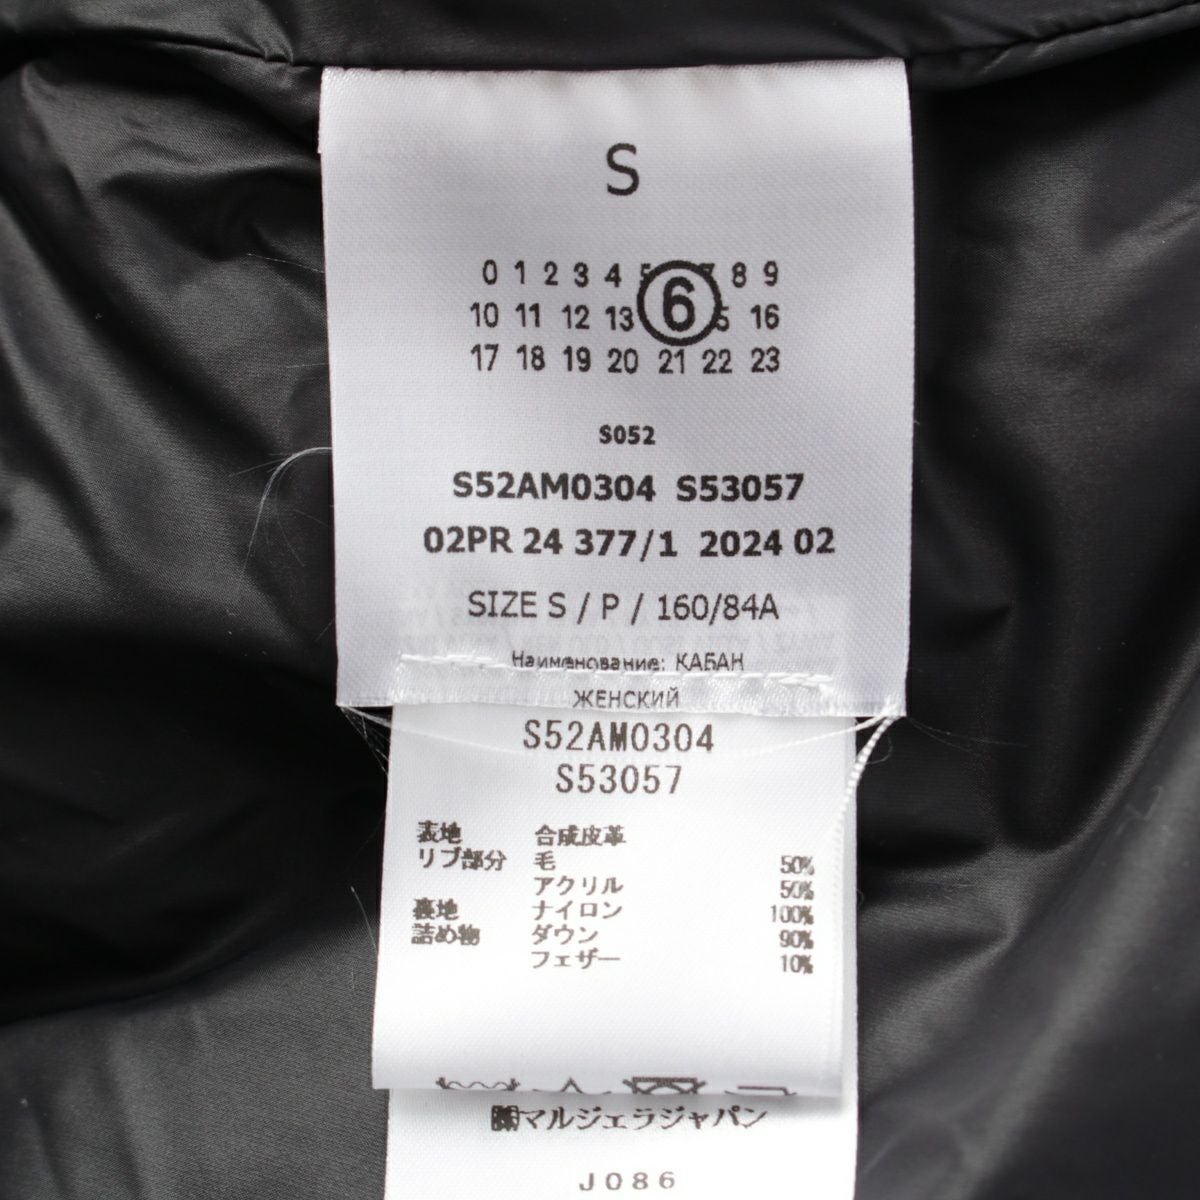 S
0 1 2 3 4 5 7 8 9
6
10 11 12 13 5 16
17 18 19 20 21 22 23
S052
S52AM0304 S53057
02PR 24 377/1 2024 02
SIZE S / P / 160/84A
Наименование: КАБАН
ЖЕНСКИЙ
S52AM0304
S53057
表地 合成皮革
リブ部分 毛 50%
アクリル 50%
裏地 ナイロン 100%
詰め物 ダウン 90%
フェザー 10%
㈱マルジェラジャパン
J086